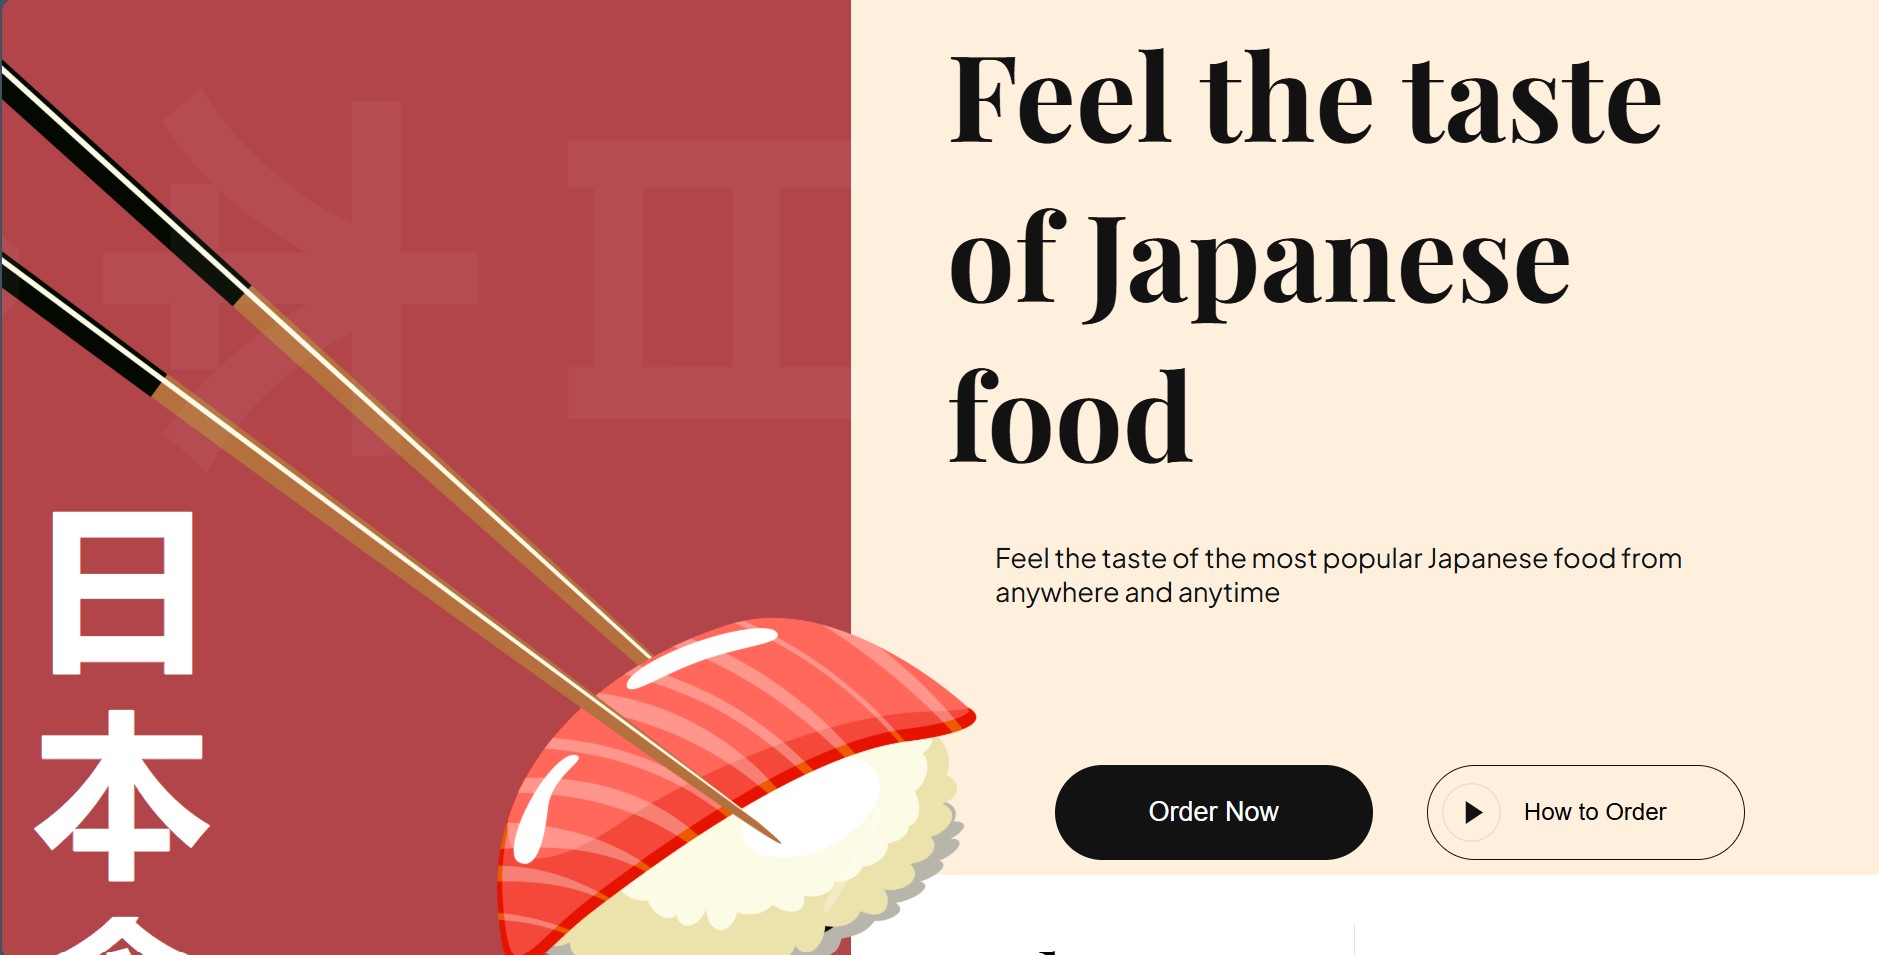 Feel the taste
of Japanese
food
Feel the taste of the most popular Japanese food from
anywhere and anytime
Order Now
How to Order
日
本